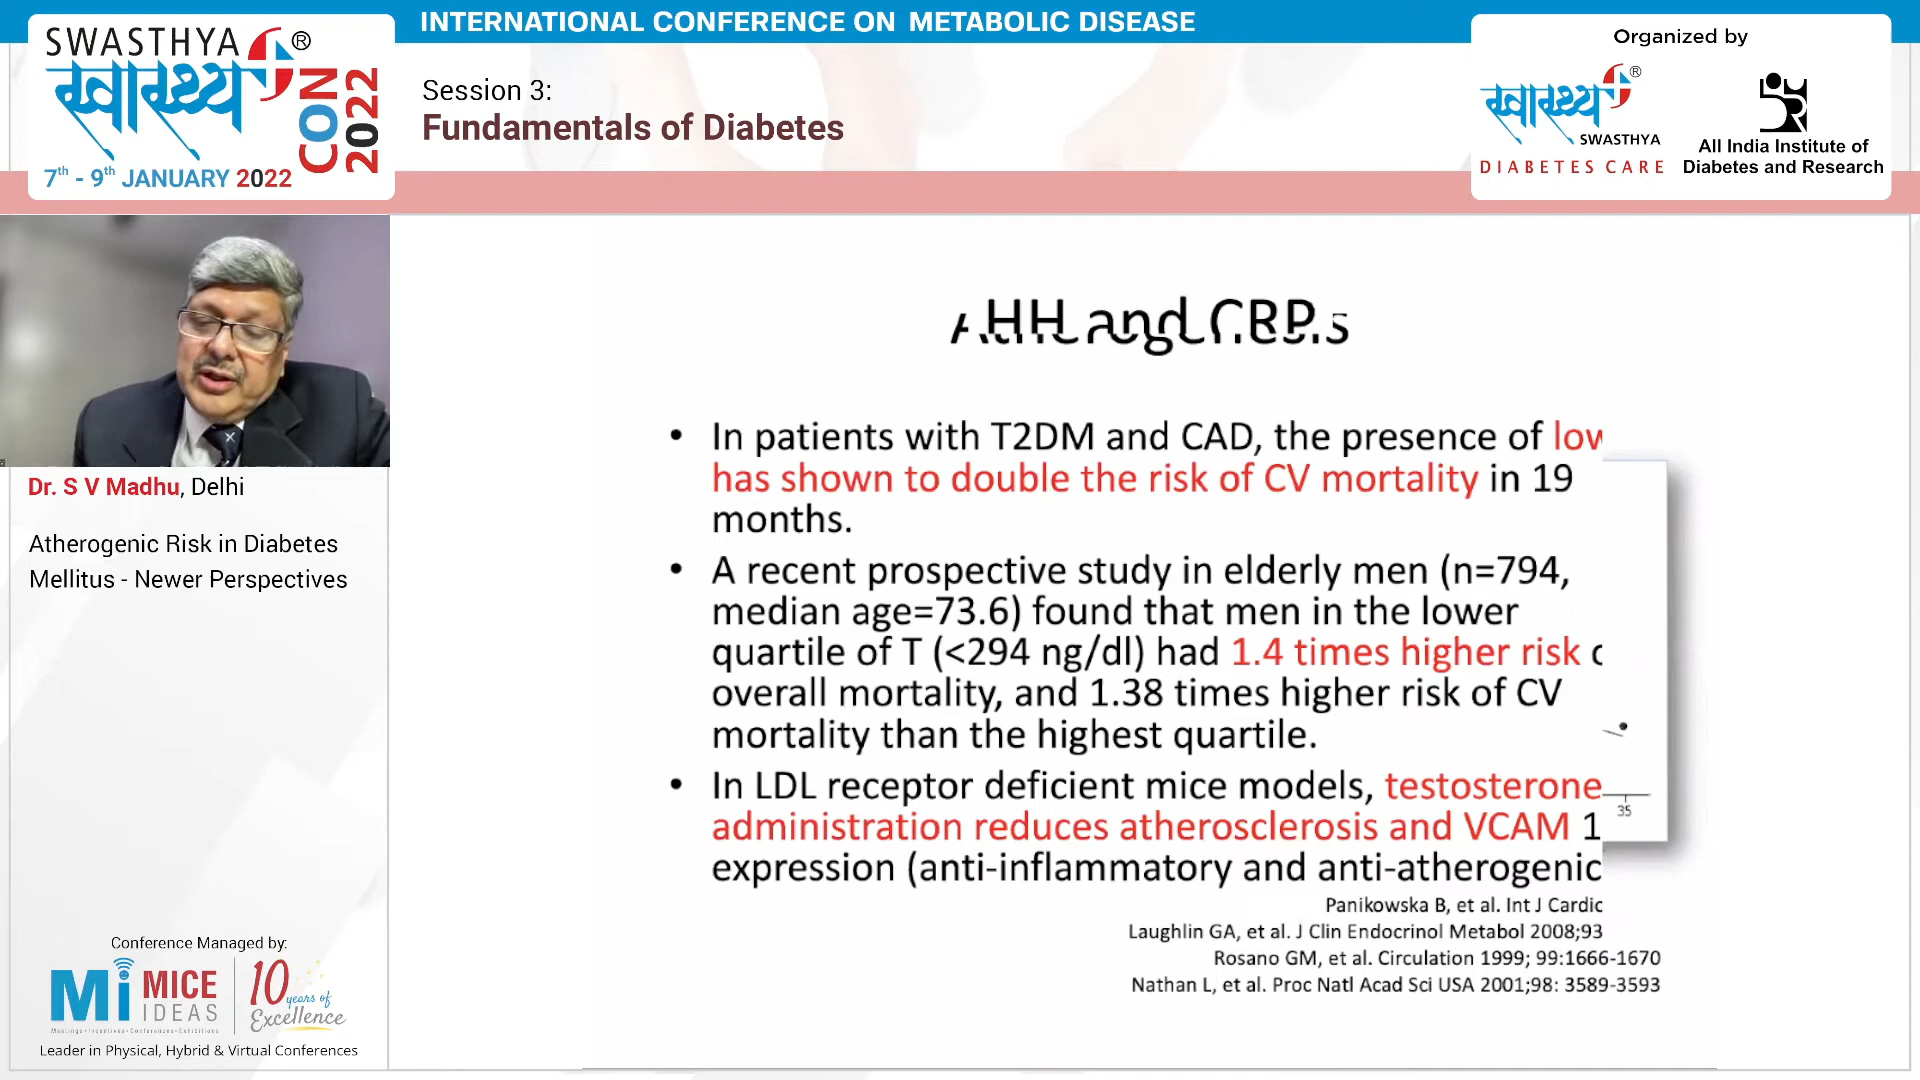 INTERNATIONAL CONFERENCE ON METABOLIC DISEASE
SWASTHYA ®
स्वास्थ्य
CON 2022
7th - 9th JANUARY 2022
Session 3:
Fundamentals of Diabetes
Organized by
स्वास्थ्य ®
SWASTHYA
DIABETES CARE
All India Institute of
Diabetes and Research
Dr. S V Madhu, Delhi
Atherogenic Risk in Diabetes
Mellitus - Newer Perspectives
and
• In patients with T2DM and CAD, the presence of low
has shown to double the risk of CV mortality in 19
months.
• A recent prospective study in elderly men (n=794,
median age=73.6) found that men in the lower
quartile of T (<294 ng/dl) had 1.4 times higher risk
overall mortality, and 1.38 times higher risk of CV
mortality than the highest quartile.
• In LDL receptor deficient mice models, testosterone
administration reduces atherosclerosis and VCAM 1
expression (anti-inflammatory and anti-atherogenic
35
Panikowska B, et al. Int J Cardio
Laughlin GA, et al. J Clin Endocrinol Metabol 2008;93
Rosano GM, et al. Circulation 1999; 99:1666-1670
Nathan L, et al. Proc Natl Acad Sci USA 2001;98: 3589-3593
Conference Managed by:
Mi MICE
IDEAS
Meetings•Incentives•Conferences•Exhibitions
10 years of
Excellence
Leader in Physical, Hybrid & Virtual Conferences